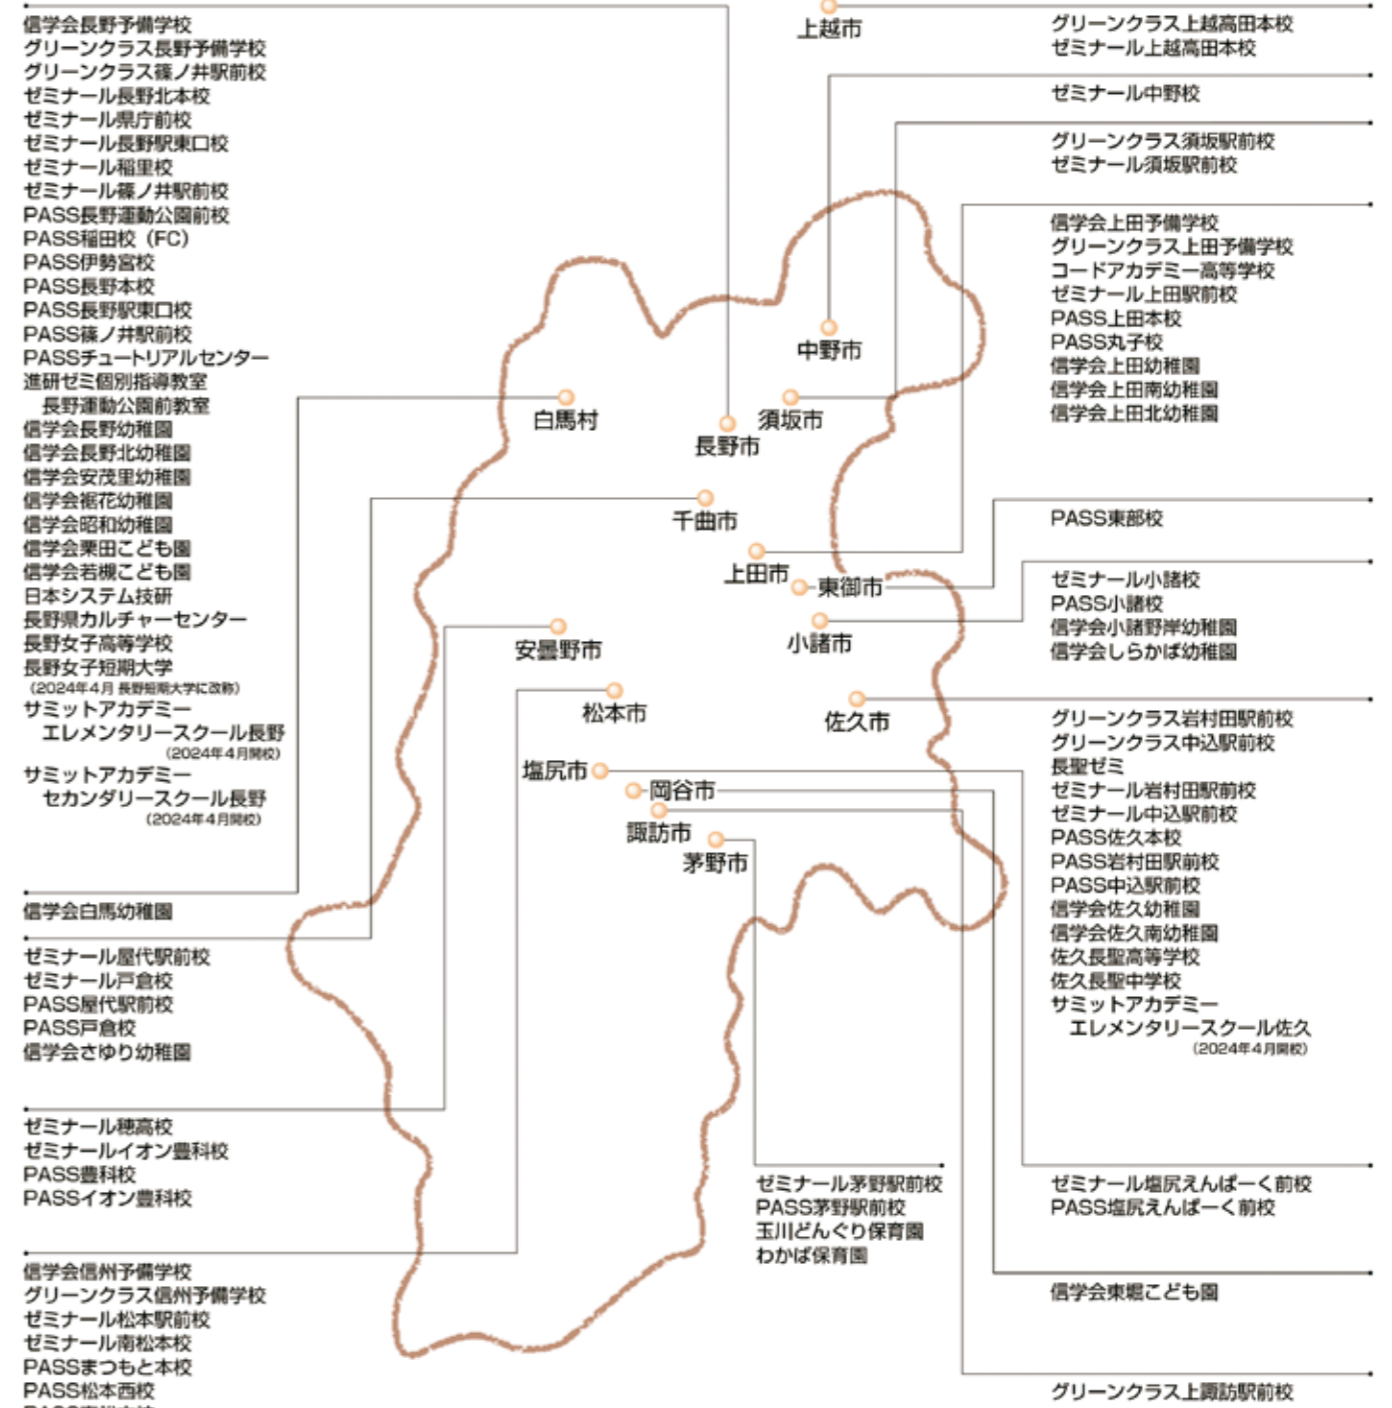 信学会長野予備学校
グリーンクラス長野予備学校
グリーンクラス篠ノ井駅前校
ゼミナール長野北本校
ゼミナール県庁前校
ゼミナール長野駅東口校
ゼミナール稲里校
ゼミナール篠ノ井駅前校
PASS長野運動公園前校
PASS稲田校（FC）
PASS伊勢宮校
PASS長野本校
PASS長野駅東口校
PASS篠ノ井駅前校
PASSチュートリアルセンター
進研ゼミ個別指導教室
長野運動公園前教室
信学会長野幼稚園
信学会長野北幼稚園
信学会安茂里幼稚園
信学会裾花幼稚園
信学会昭和幼稚園
信学会栗田こども園
信学会若槻こども園
日本システム技研
長野県カルチャーセンター
長野女子高等学校
長野女子短期大学
（2024年4月 長野短期大学に改称）
サミットアカデミー
エレメンタリースクール長野
（2024年4月開校）
サミットアカデミー
セカンダリースクール長野
（2024年4月開校）
信学会白馬幼稚園
ゼミナール屋代駅前校
ゼミナール戸倉校
PASS屋代駅前校
PASS戸倉校
信学会さゆり幼稚園
ゼミナール穂高校
ゼミナールイオン豊科校
PASS豊科校
PASSイオン豊科校
信学会信州予備学校
グリーンクラス信州予備学校
ゼミナール松本駅前校
ゼミナール南松本校
PASSまつもと本校
PASS松本西校
上越市
中野市
白馬村
須坂市
長野市
千曲市
上田市
東御市
小諸市
安曇野市
松本市
佐久市
塩尻市
岡谷市
諏訪市
茅野市
ゼミナール茅野駅前校
PASS茅野駅前校
玉川どんぐり保育園
わかば保育園
グリーンクラス上越高田本校
ゼミナール上越高田本校
ゼミナール中野校
グリーンクラス須坂駅前校
ゼミナール須坂駅前校
信学会上田予備学校
グリーンクラス上田予備学校
コードアカデミー高等学校
ゼミナール上田駅前校
PASS上田本校
PASS丸子校
信学会上田幼稚園
信学会上田南幼稚園
信学会上田北幼稚園
PASS東部校
ゼミナール小諸校
PASS小諸校
信学会小諸野岸幼稚園
信学会しらかば幼稚園
グリーンクラス岩村田駅前校
グリーンクラス中込駅前校
長聖ゼミ
ゼミナール岩村田駅前校
ゼミナール中込駅前校
PASS佐久本校
PASS岩村田駅前校
PASS中込駅前校
信学会佐久幼稚園
信学会佐久南幼稚園
佐久長聖高等学校
佐久長聖中学校
サミットアカデミー
エレメンタリースクール佐久
（2024年4月開校）
ゼミナール塩尻えんぱーく前校
PASS塩尻えんぱーく前校
信学会東堀こども園
グリーンクラス上諏訪駅前校